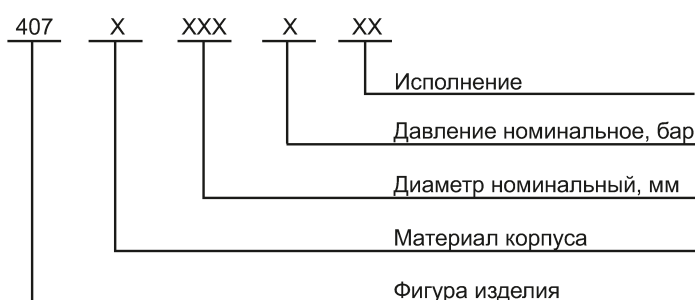 407 X XXX X XX
Исполнение
Давление номинальное, бар
Диаметр номинальный, мм
Материал корпуса
Фигура изделия